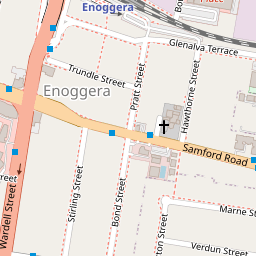 Enoggera
Place
Glenalva Terrace
Trundle Street
Pratt Street
Hawthorne Street
Enoggera
Samford Road
Wardell street
Stirling Street
Bond Street
Marne S
Verdun Street